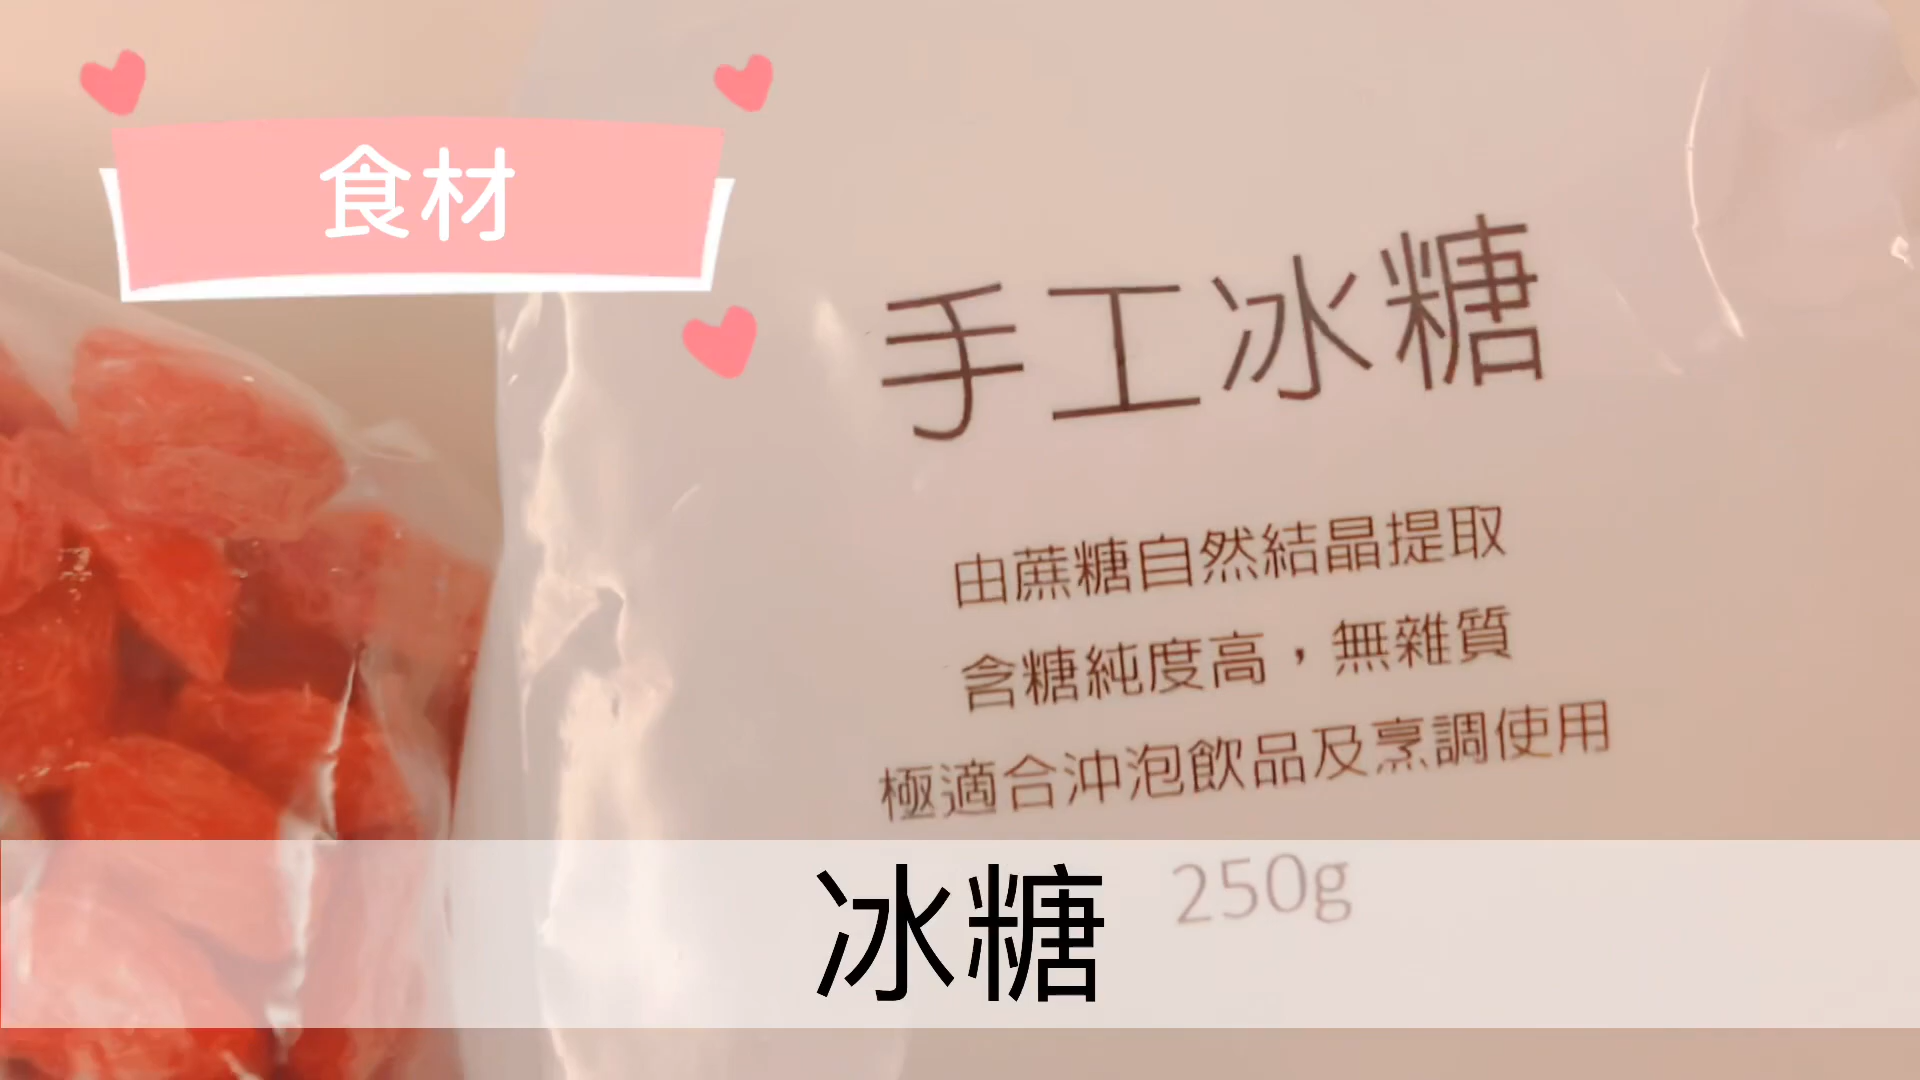 食材
手工冰糖
由蔗糖自然結晶提取
含糖純度高，無雜質
極適合沖泡飲品及烹調使用
250g
冰糖